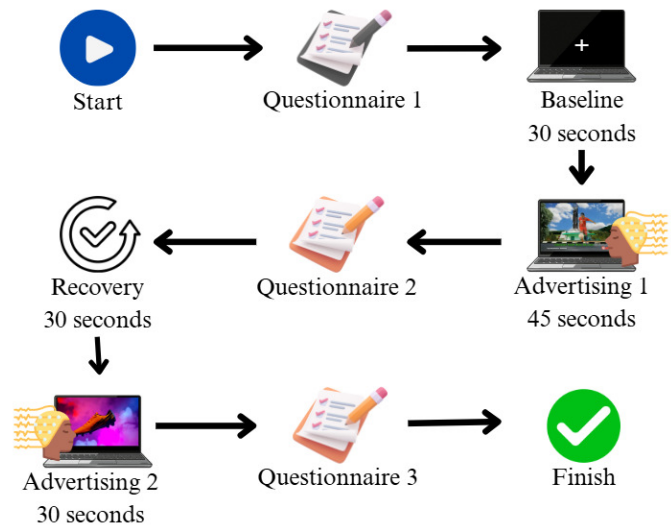 Start
Questionnaire 1
Baseline
30 seconds
Advertising 1
45 seconds
Questionnaire 2
Recovery
30 seconds
Advertising 2
30 seconds
Questionnaire 3
Finish